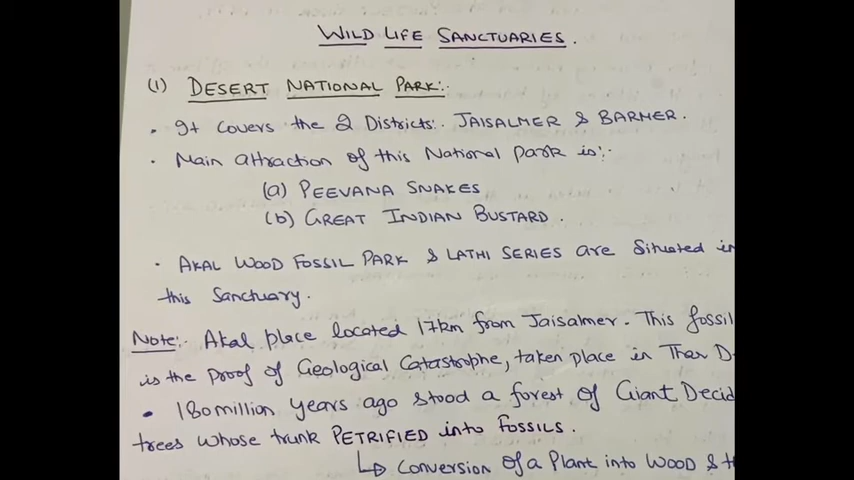 WILD LIFE SANCTUARIES.
(1) DESERT NATIONAL PARK:-
• It covers the 2 Districts:- JAISALMER & BARMER.
• Main attraction of this National park is:-
(a) PEEVANA SNAKES
(b) GREAT INDIAN BUSTARD.
• AKAL WOOD FOSSIL PARK & LATHI SERIES are situated in
this Sanctuary.
Note:- Akal place located 17km from Jaisalmer. This fossil
is the proof of Geological Catastrophe, taken place in Thar D
• 180 million years ago stood a forest of Giant Decid
trees whose trunk PETRIFIED into FOSSILS.
↳ Conversion of a Plant into WOOD &